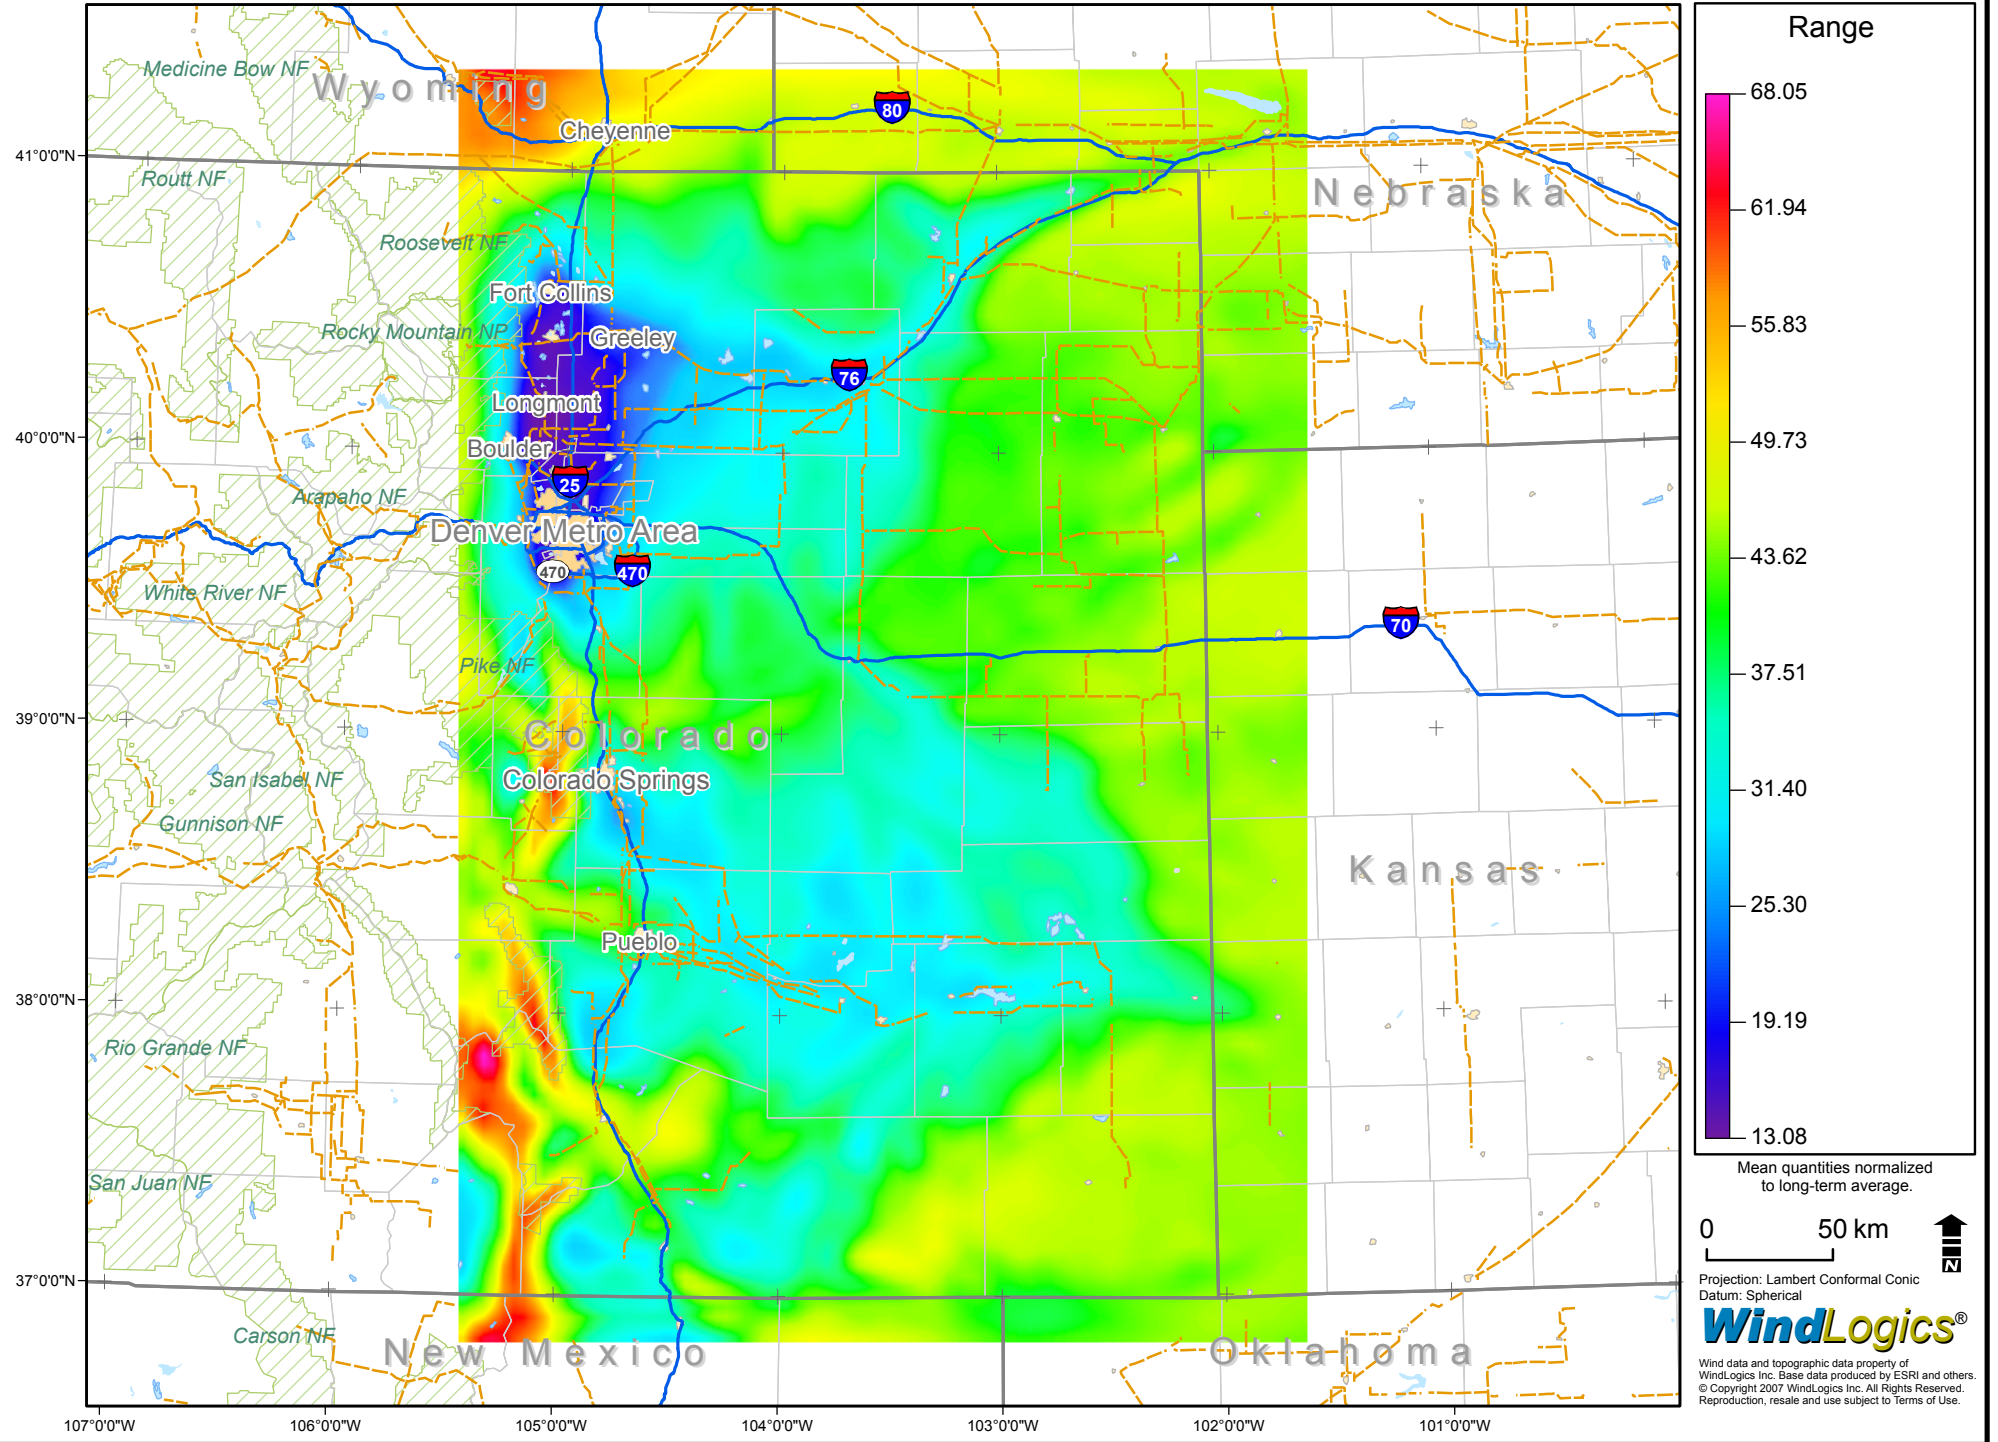 Medicine Bow NF
Wyoming
80
Cheyenne
41°0'0"N
Routt NF
Nebraska
Roosevelt NF
Fort Collins
Rocky Mountain NP
Greeley
76
Longmont
40°0'0"N
Boulder
25
Arapaho NF
Denver Metro Area
470
470
White River NF
70
Pike NF
39°0'0"N
Colorado
San Isabel NF
Colorado Springs
Gunnison NF
Kansas
Pueblo
38°0'0"N
Rio Grande NF
San Juan NF
37°0'0"N
Carson NF
New Mexico
Oklahoma
107°0'0"W
106°0'0"W
105°0'0"W
104°0'0"W
103°0'0"W
102°0'0"W
101°0'0"W
Range
68.05
61.94
55.83
49.73
43.62
37.51
31.40
25.30
19.19
13.08
Mean quantities normalized
to long-term average.
0 50 km
N
Projection: Lambert Conformal Conic
Datum: Spherical
WindLogics®
Wind data and topographic data property of
WindLogics Inc. Base data produced by ESRI and others.
© Copyright 2007 WindLogics Inc. All Rights Reserved.
Reproduction, resale and use subject to Terms of Use.